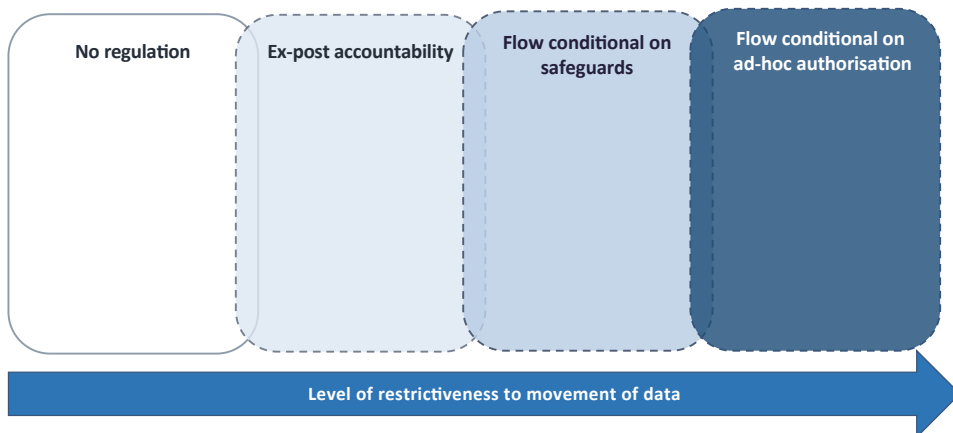 No regulation
Ex-post accountability
Flow conditional on
safeguards
Flow conditional on
ad-hoc authorisation
Level of restrictiveness to movement of data